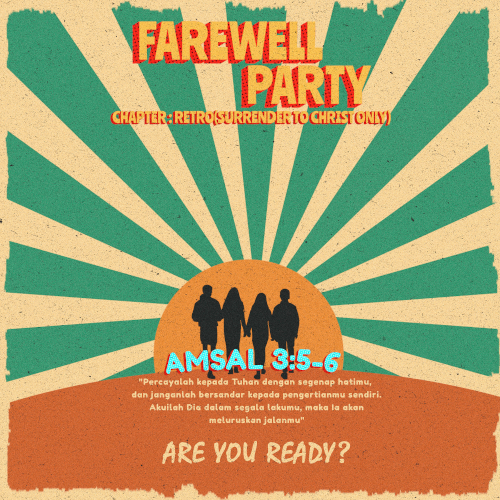 FAREWELL
PARTY
CHAPTER : RETRO(SURRENDER TO CHRIST ONLY)
AMSAL 3:5-6
"Percayalah kepada Tuhan dengan segenap hatimu,
dan janganlah bersandar kepada pengertianmu sendiri.
Akuilah Dia dalam segala lakumu, maka Ia akan
meluruskan jalanmu"
ARE YOU READY?